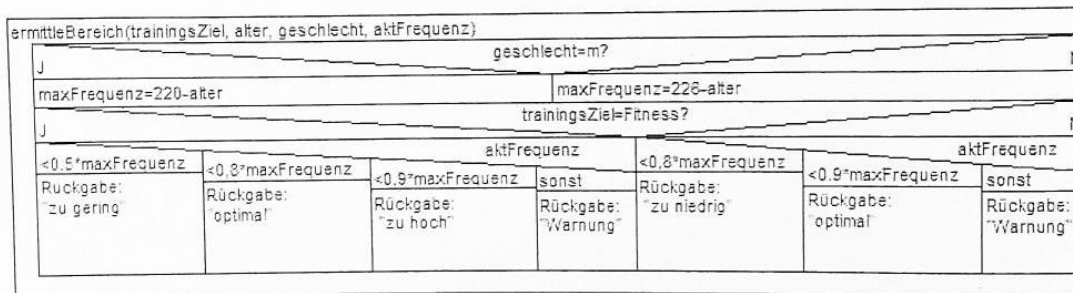 ermittleBereich(trainingsZiel, alter, geschlecht, aktFrequenz)
geschlecht=m?
J
maxFrequenz=220-alter
maxFrequenz=226-alter
trainingsZiel=Fitness?
J
aktFrequenz
aktFrequenz
<0.5*maxFrequenz
<0,8*maxFrequenz
<0.9*maxFrequenz
sonst
<0,8*maxFrequenz
<0.9*maxFrequenz
sonst
Rückgabe:
"zu gering"
Rückgabe:
"optimal"
Rückgabe:
"zu hoch"
Rückgabe:
"Warnung"
Rückgabe:
"zu niedrig"
Rückgabe:
"optimal"
Rückgabe:
"Warnung"